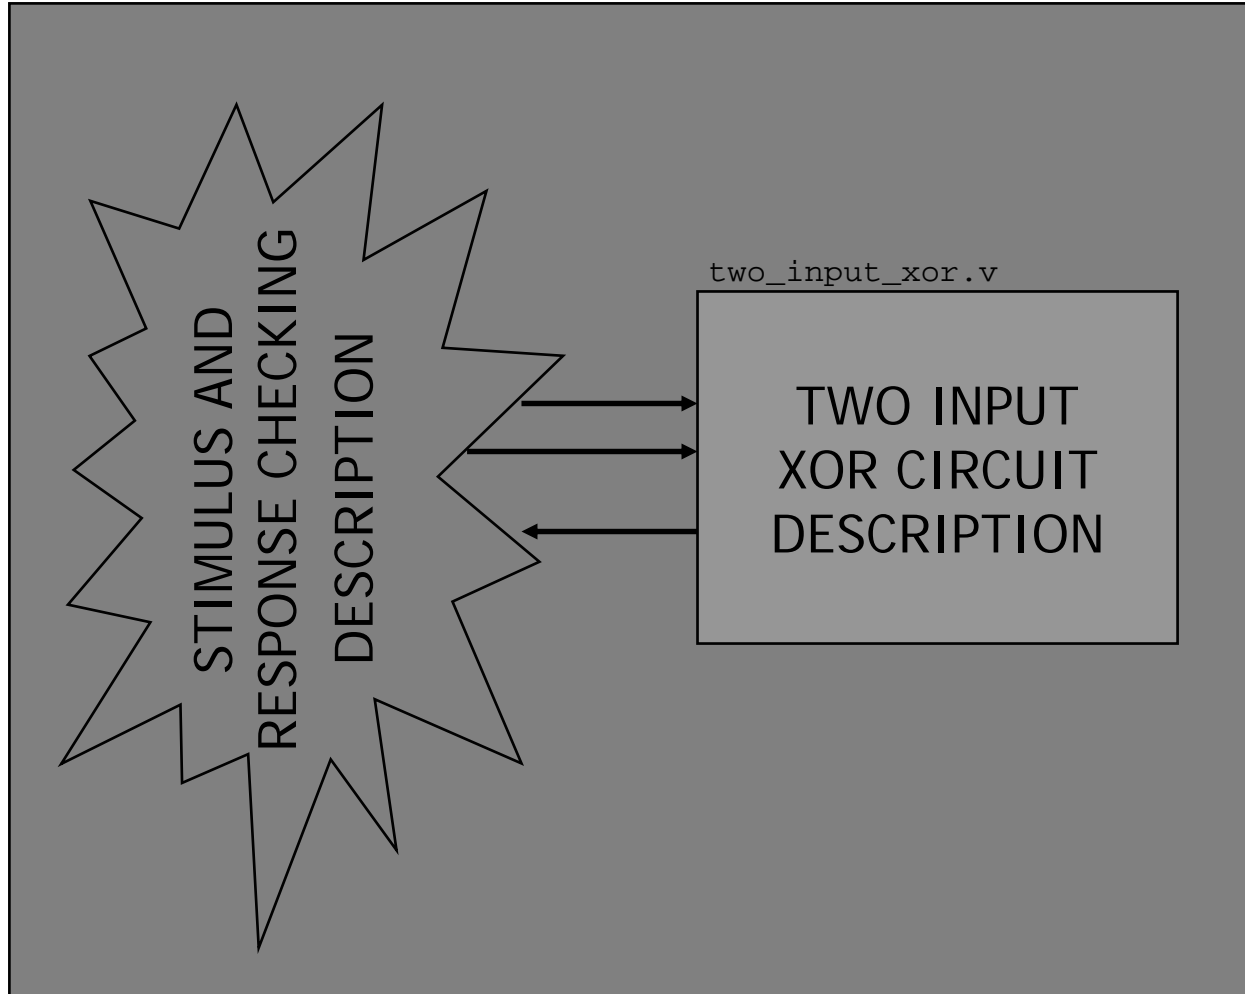 STIMULUS AND
RESPONSE CHECKING
DESCRIPTION
two_input_xor.v
TWO INPUT
XOR CIRCUIT
DESCRIPTION